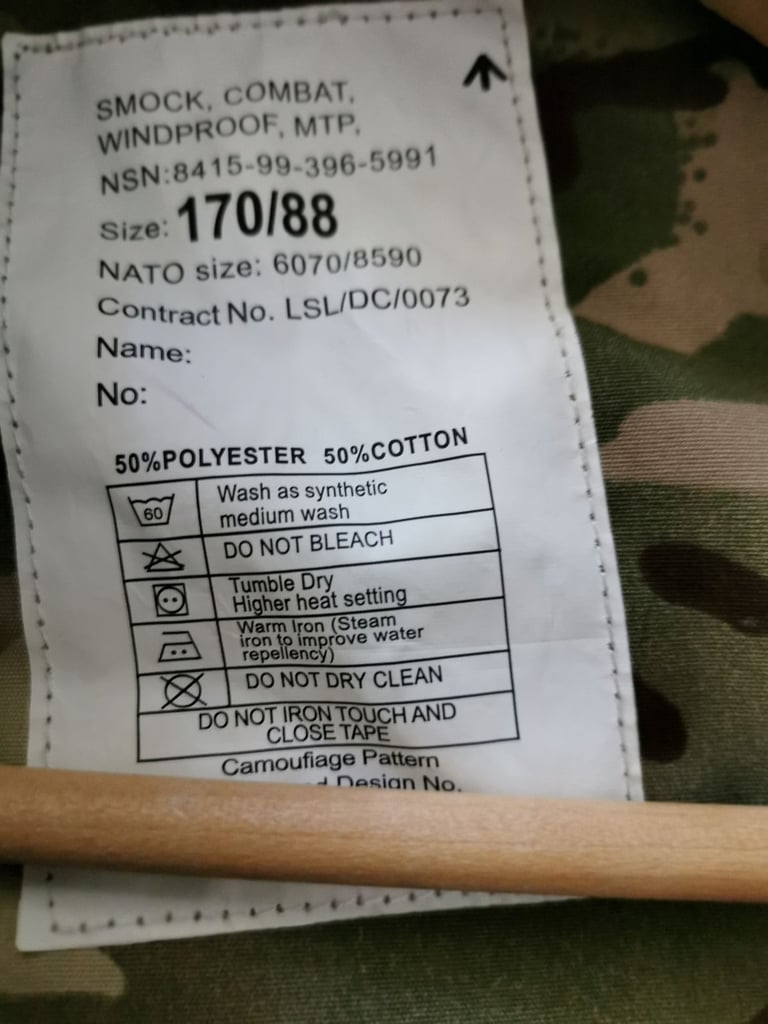 SMOCK, COMBAT,
WINDPROOF, MTP,
NSN:8415-99-396-5991
Size: 170/88
NATO size: 6070/8590
Contract No. LSL/DC/0073
Name:
No:
50%POLYESTER 50%COTTON
60 Wash as synthetic
medium wash
DO NOT BLEACH
Tumble Dry
Higher heat setting
Warm Iron (Steam
iron to improve water
repellency)
DO NOT DRY CLEAN
DO NOT IRON TOUCH AND
CLOSE TAPE
Camoufiage Pattern
Design No.